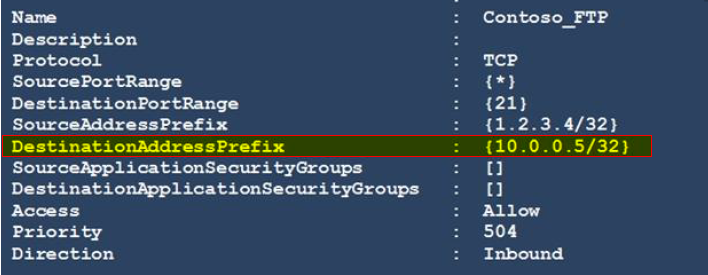 Name : Contoso_FTP
Description :
Protocol : TCP
SourcePortRange : {*}
DestinationPortRange : {21}
SourceAddressPrefix : {1.2.3.4/32}
DestinationAddressPrefix : {10.0.0.5/32}
SourceApplicationSecurityGroups : []
DestinationApplicationSecurityGroups : []
Access : Allow
Priority : 504
Direction : Inbound